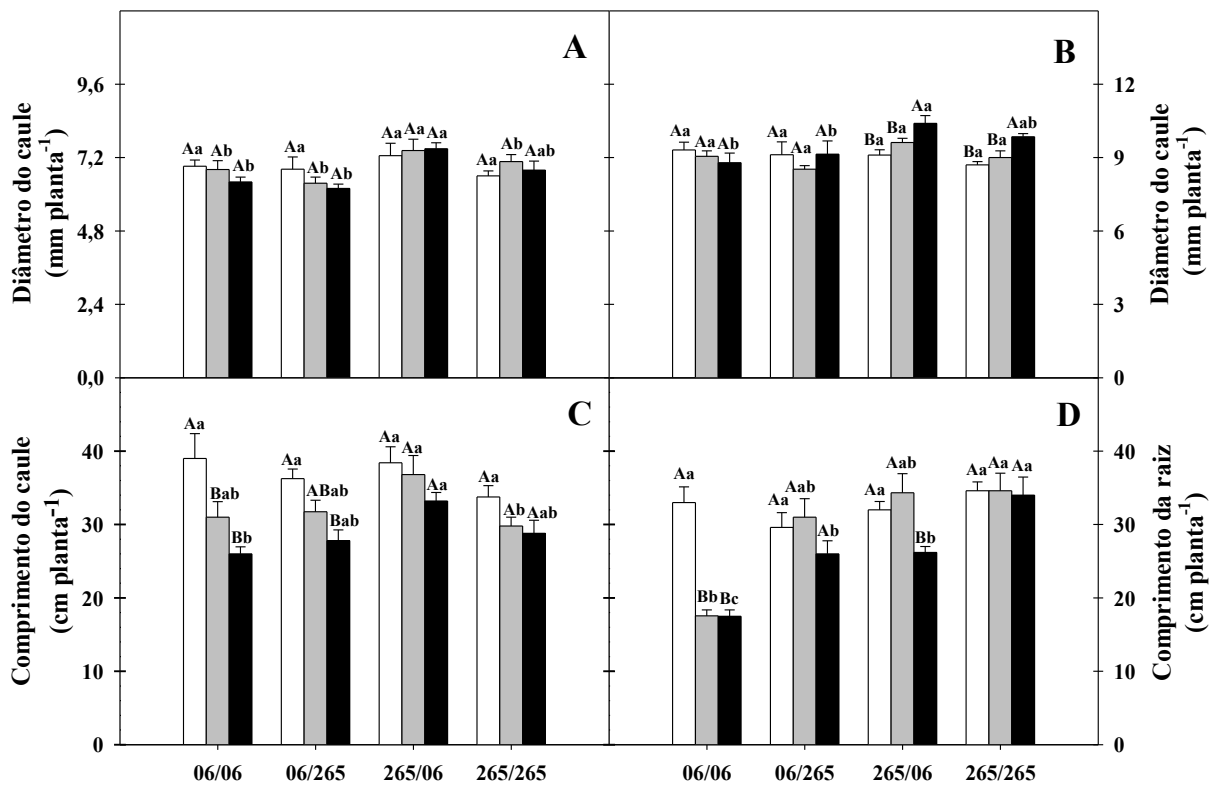 A
Diâmetro do caule
(mm planta⁻¹)
9,6
7,2
4,8
2,4
0,0
Aa Ab Ab
Aa Ab Ab
Aa Aa Aa
Aa Ab Aab
B
Diâmetro do caule
(mm planta⁻¹)
12
9
6
3
0
Aa Aa Ab
Aa Aa Ab
Ba Ba Aa
Ba Ba Aab
C
Comprimento do caule
(cm planta⁻¹)
40
30
20
10
0
Aa Bab Bb
Aa ABab Bab
Aa Aa Aa
Aa Ab Aab
06/06 06/265 265/06 265/265
D
Comprimento da raiz
(cm planta⁻¹)
40
30
20
10
0
Aa Bb Bc
Aa Aab Ab
Aa Aab Bb
Aa Aa Aa
06/06 06/265 265/06 265/265